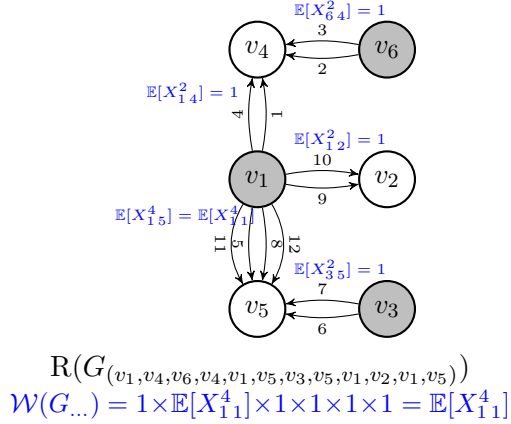 𝔼[X²₆ ₄] = 1
3
v₄
v₆
2
𝔼[X²₁ ₄] = 1
4
1
𝔼[X²₁ ₂] = 1
10
v₁
v₂
9
𝔼[X⁴₁ ₅] = 𝔼[X⁴₁ ₁]
11
5
8
12
𝔼[X²₃ ₅] = 1
7
v₅
v₃
6
R(G₍v₁,v₄,v₆,v₄,v₁,v₅,v₃,v₅,v₁,v₂,v₁,v₅₎)
𝒲(G...) = 1×𝔼[X⁴₁ ₁]×1×1×1×1 = 𝔼[X⁴₁ ₁]